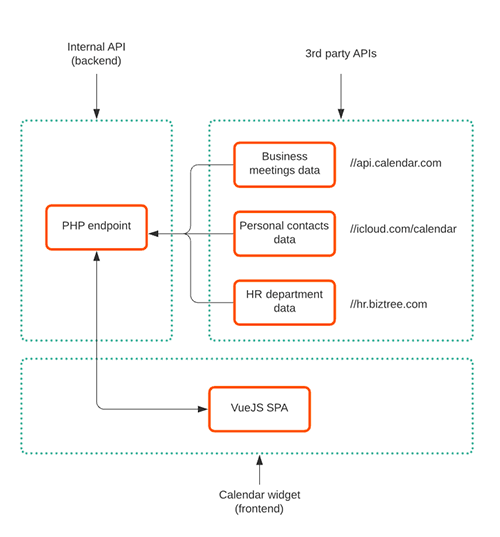 Internal API
(backend)
3rd party APIs
Business
meetings data
//api.calendar.com
PHP endpoint
Personal contacts
data
//icloud.com/calendar
HR department
data
//hr.biztree.com
VueJS SPA
Calendar widget
(frontend)